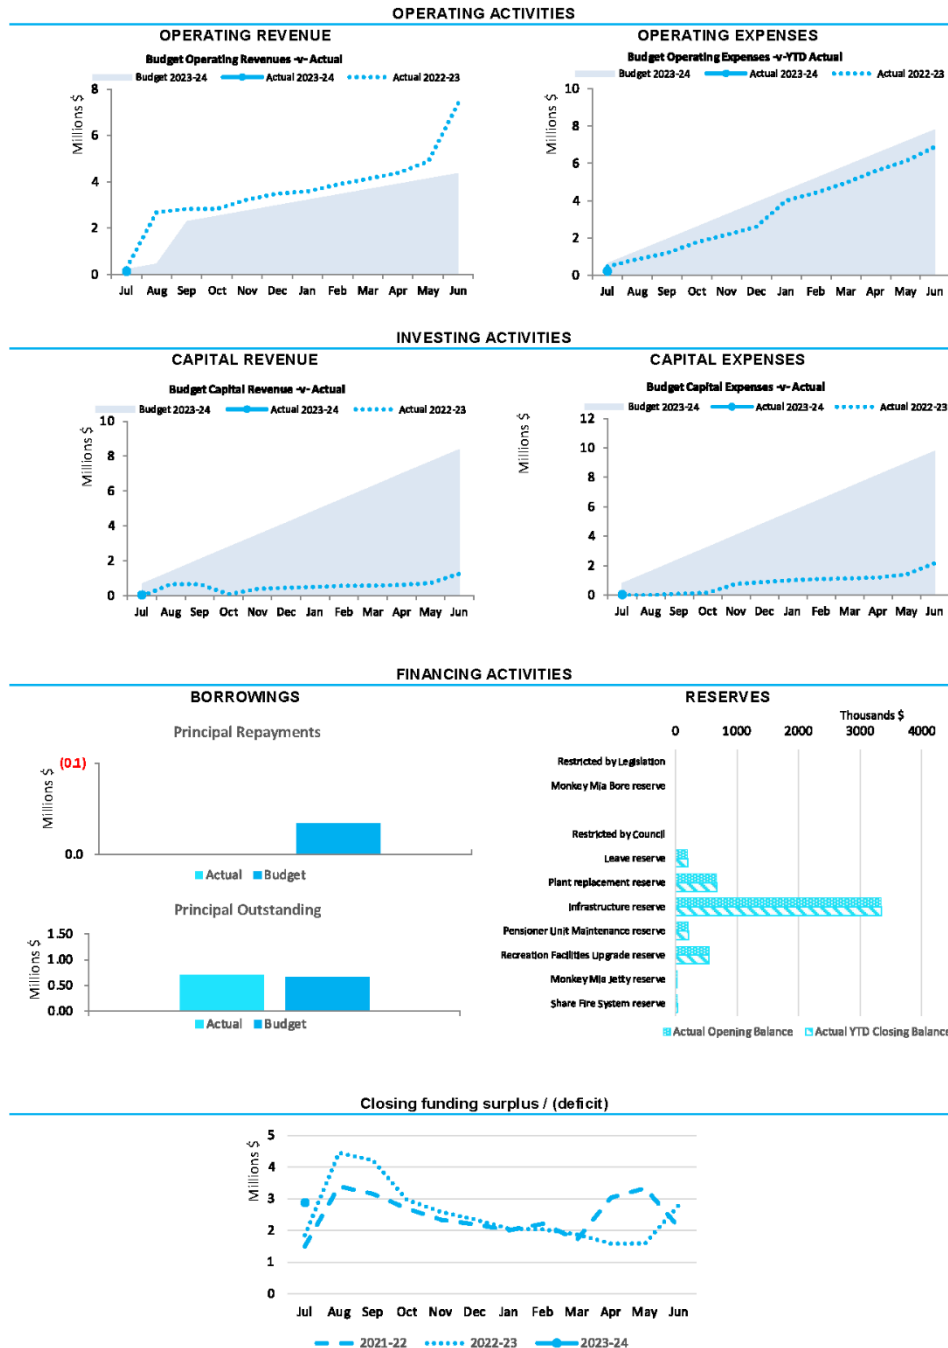 OPERATING ACTIVITIES
OPERATING REVENUE
Budget Operating Revenues -v- Actual
Budget 2023-24 Actual 2023-24 Actual 2022-23
Millions $
8
6
4
2
0
Jul Aug Sep Oct Nov Dec Jan Feb Mar Apr May Jun
OPERATING EXPENSES
Budget Operating Expenses -v-YTD Actual
Budget 2023-24 Actual 2023-24 Actual 2022-23
Millions $
10
8
6
4
2
0
Jul Aug Sep Oct Nov Dec Jan Feb Mar Apr May Jun
INVESTING ACTIVITIES
CAPITAL REVENUE
Budget Capital Revenue -v- Actual
Budget 2023-24 Actual 2023-24 Actual 2022-23
Millions $
10
8
6
4
2
0
Jul Aug Sep Oct Nov Dec Jan Feb Mar Apr May Jun
CAPITAL EXPENSES
Budget Capital Expenses -v- Actual
Budget 2023-24 Actual 2023-24 Actual 2022-23
Millions $
12
10
8
6
4
2
0
Jul Aug Sep Oct Nov Dec Jan Feb Mar Apr May Jun
FINANCING ACTIVITIES
BORROWINGS
Principal Repayments
Millions $
(0.1)
0.0
Actual Budget
Principal Outstanding
Millions $
1.50
1.00
0.50
0.00
Actual Budget
RESERVES
Thousands $
0 1000 2000 3000 4000
Restricted by Legislation
Monkey Mia Bore reserve
Restricted by Council
Leave reserve
Plant replacement reserve
Infrastructure reserve
Pensioner Unit Maintenance reserve
Recreation Facilities Upgrade reserve
Monkey Mia Jetty reserve
Share Fire System reserve
Actual Opening Balance Actual YTD Closing Balance
Closing funding surplus / (deficit)
Millions $
5
4
3
2
1
0
Jul Aug Sep Oct Nov Dec Jan Feb Mar Apr May Jun
2021-22 2022-23 2023-24